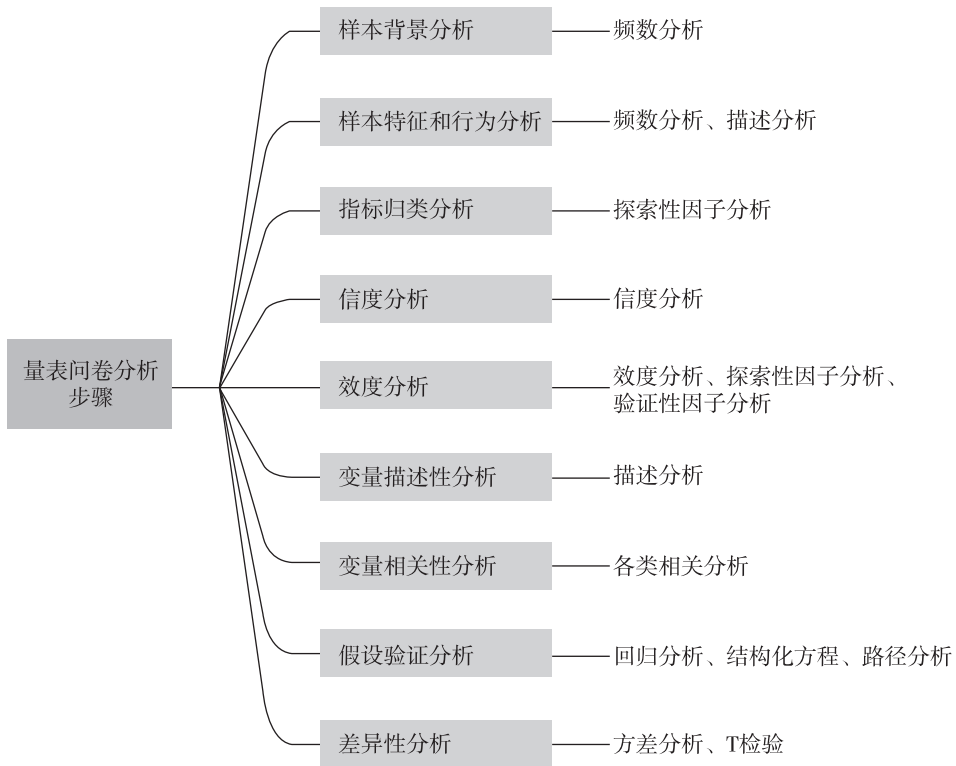 样本背景分析
频数分析
样本特征和行为分析
频数分析、描述分析
指标归类分析
探索性因子分析
信度分析
信度分析
量表问卷分析
步骤
效度分析
效度分析、探索性因子分析、
验证性因子分析
变量描述性分析
描述分析
变量相关性分析
各类相关分析
假设验证分析
回归分析、结构化方程、路径分析
差异性分析
方差分析、T检验